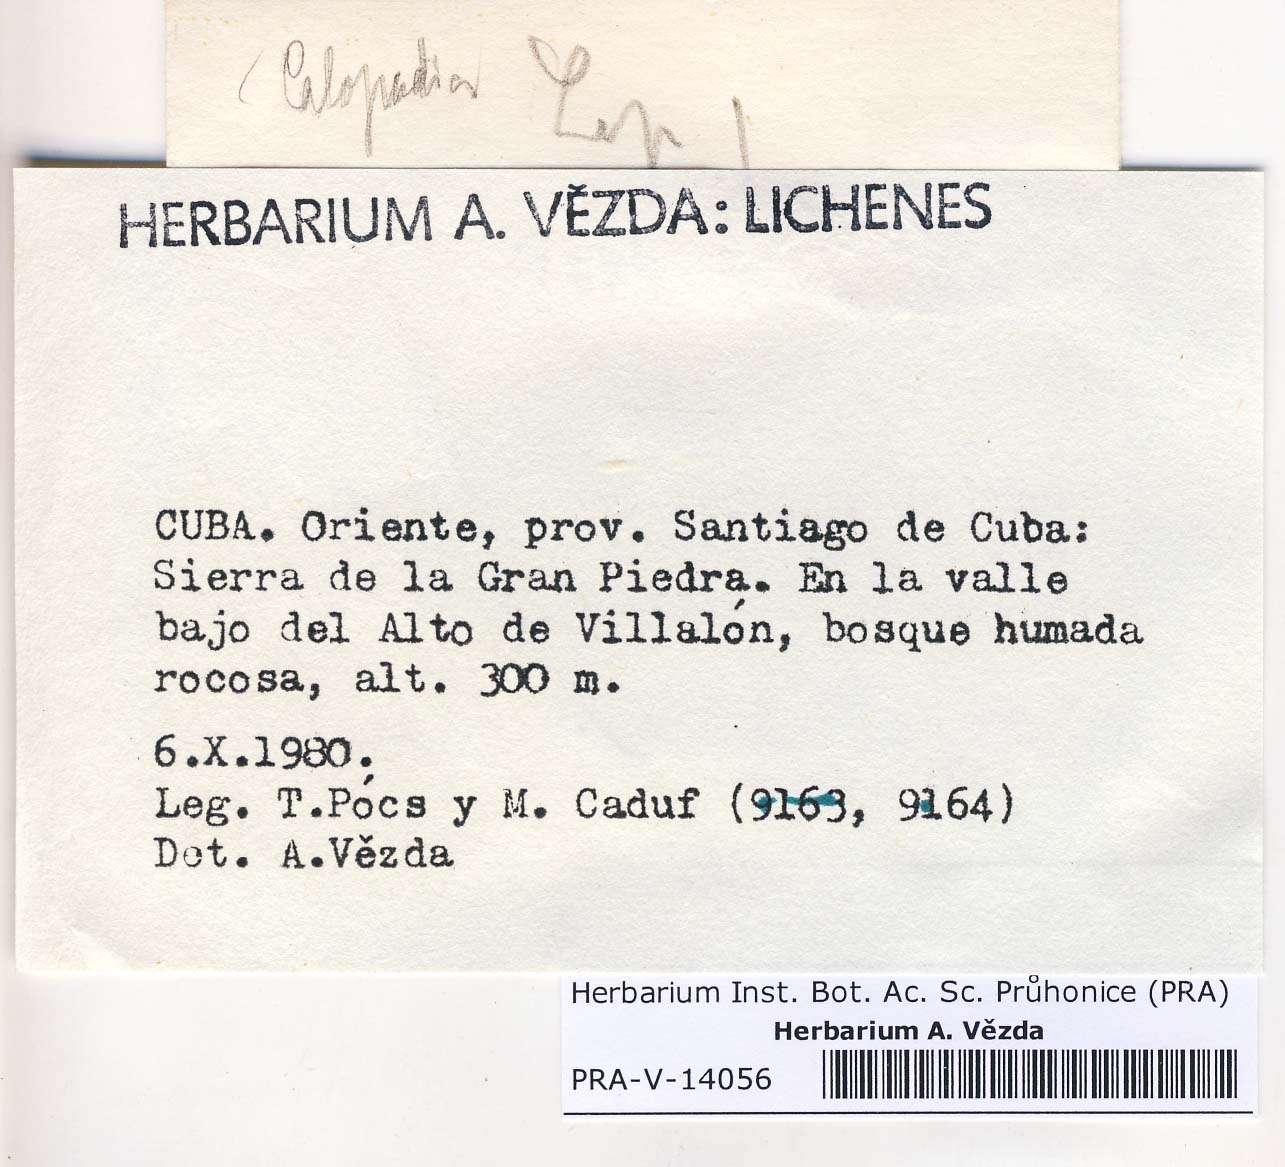 (Calopadia
HERBARIUM A. VĚZDA: LICHENES
CUBA. Oriente, prov. Santiago de Cuba:
Sierra de la Gran Piedra. En la valle
bajo del Alto de Villalón, bosque humada
rocosa, alt. 300 m.
6.X.1980.
Leg. T.Pócs y M. Caduf (9163, 9164)
Det. A.Vězda
Herbarium Inst. Bot. Ac. Sc. Průhonice (PRA)
Herbarium A. Vězda
PRA-V-14056